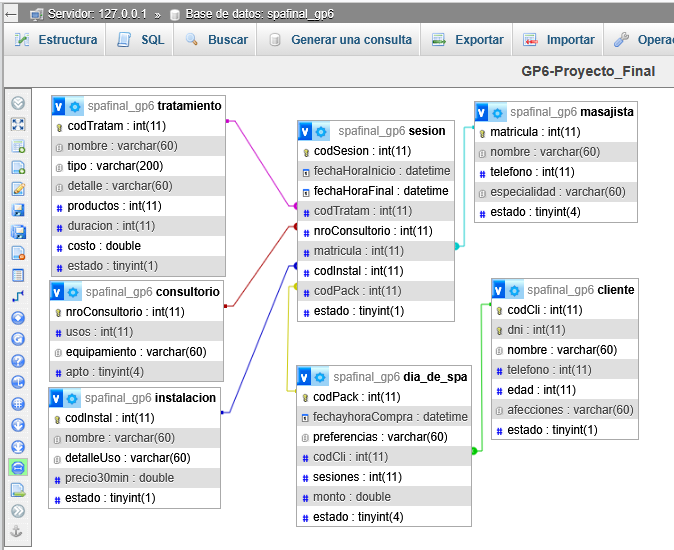 Servidor: 127.0.0.1 » Base de datos: spafinal_gp6
Estructura SQL Buscar Generar una consulta Exportar Importar Opera
GP6-Proyecto_Final
spafinal_gp6 tratamiento
codTratam : int(11)
nombre : varchar(60)
tipo : varchar(200)
detalle : varchar(60)
productos : int(11)
duracion : int(11)
costo : double
estado : tinyint(1)
spafinal_gp6 consultorio
nroConsultorio : int(11)
usos : int(11)
equipamiento : varchar(60)
apto : tinyint(4)
spafinal_gp6 instalacion
codInstal : int(11)
nombre : varchar(60)
detalleUso : varchar(60)
precio30min : double
estado : tinyint(1)
spafinal_gp6 sesion
codSesion : int(11)
fechaHoraInicio : datetime
fechaHoraFinal : datetime
codTratam : int(11)
nroConsultorio : int(11)
matricula : int(11)
codInstal : int(11)
codPack : int(11)
estado : tinyint(1)
spafinal_gp6 dia_de_spa
codPack : int(11)
fechayhoraCompra : datetime
preferencias : varchar(60)
codCli : int(11)
sesiones : int(11)
monto : double
estado : tinyint(4)
spafinal_gp6 masajista
matricula : int(11)
nombre : varchar(60)
telefono : int(11)
especialidad : varchar(60)
estado : tinyint(4)
spafinal_gp6 cliente
codCli : int(11)
dni : int(11)
nombre : varchar(60)
telefono : int(11)
edad : int(11)
afecciones : varchar(60)
estado : tinyint(1)